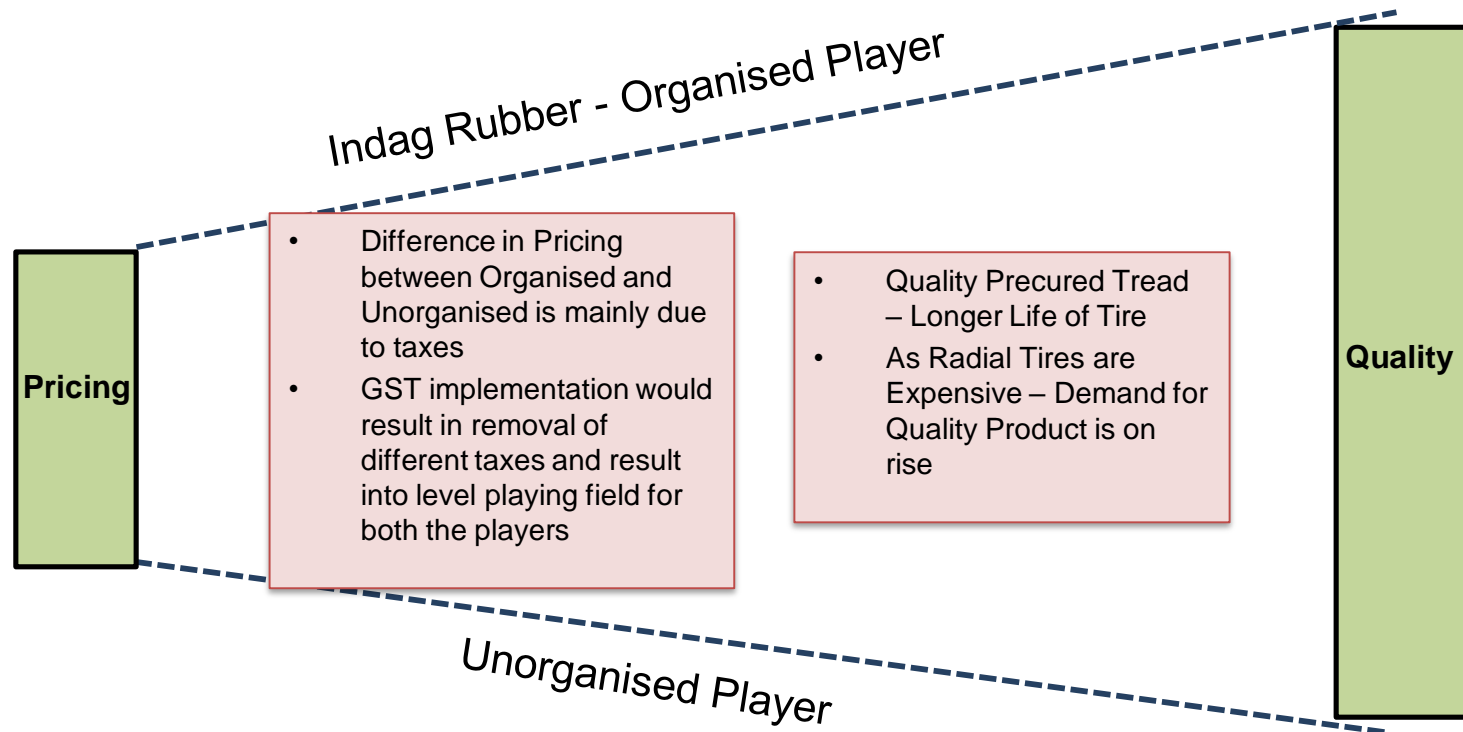 Indag Rubber - Organised Player
Pricing
• Difference in Pricing
between Organised and
Unorganised is mainly due
to taxes
• GST implementation would
result in removal of
different taxes and result
into level playing field for
both the players
• Quality Precured Tread
– Longer Life of Tire
• As Radial Tires are
Expensive – Demand for
Quality Product is on
rise
Quality
Unorganised Player